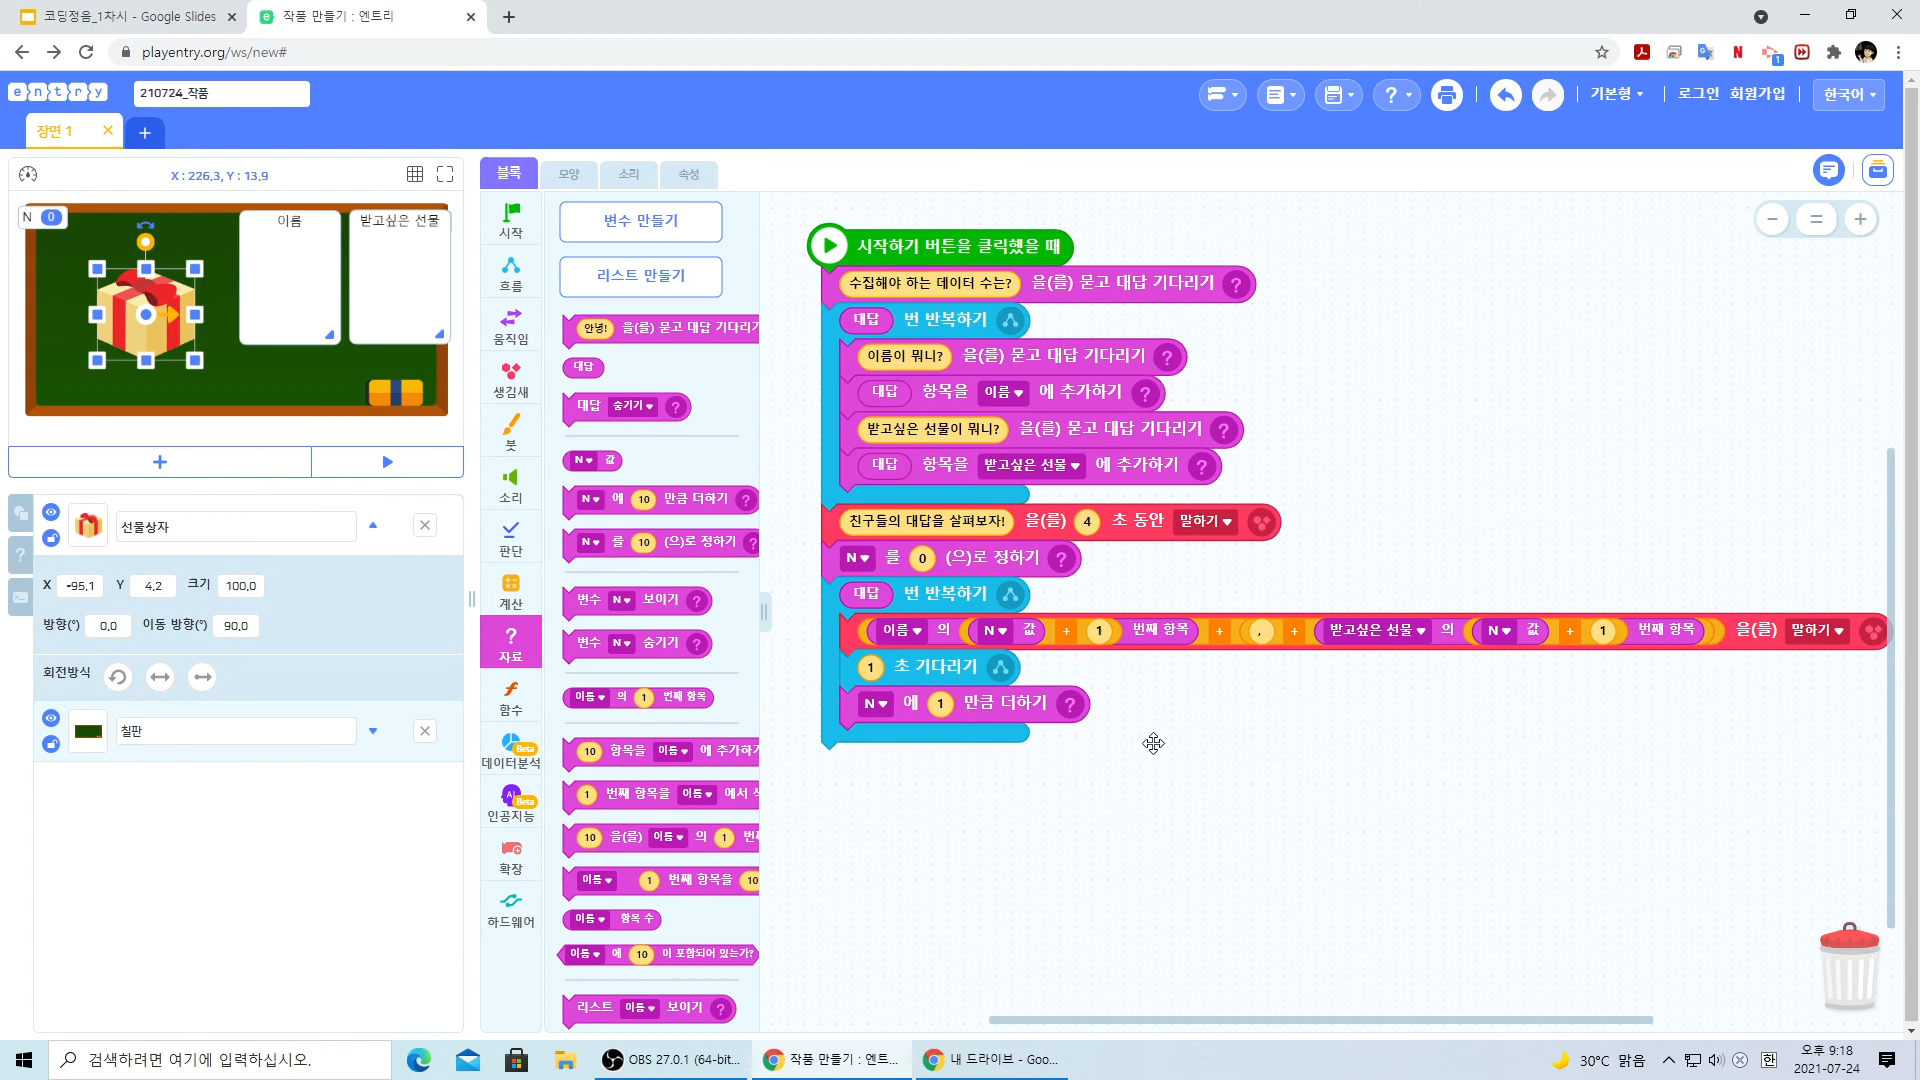 코딩정음_1차시 - Google Slides
작품 만들기 : 엔트리
playentry.org/ws/new#
1
entry
210724_작품
기본형
로그인
회원가입
한국어
장면 1
X : 226.3, Y : 13.9
블록
모양
소리
속성
N 0
이름
받고싶은 선물
선물상자
X -95.1 Y 4.2 크기 100.0
방향(°) 0.0 이동 방향(°) 90.0
회전방식
칠판
시작
흐름
움직임
생김새
붓
소리
판단
계산
자료
함수
Beta
데이터분석
AI Beta
인공지능
확장
하드웨어
변수 만들기
리스트 만들기
안녕! 을(를) 묻고 대답 기다리기
대답
대답 숨기기 ?
N 값
N 에 10 만큼 더하기 ?
N 를 10 (으)로 정하기 ?
변수 N 보이기 ?
변수 N 숨기기 ?
이름 의 1 번째 항목
10 항목을 이름 에 추가하기
1 번째 항목을 이름 에서
10 을(를) 이름 의 1
이름 1 번째 항목을 10
이름 항목 수
이름 에 10 이 포함되어 있는가?
리스트 이름 보이기 ?
시작하기 버튼을 클릭했을 때
수집해야 하는 데이터 수는? 을(를) 묻고 대답 기다리기 ?
대답 번 반복하기
이름이 뭐니? 을(를) 묻고 대답 기다리기 ?
대답 항목을 이름 에 추가하기 ?
받고싶은 선물이 뭐니? 을(를) 묻고 대답 기다리기 ?
대답 항목을 받고싶은 선물 에 추가하기 ?
친구들의 대답을 살펴보자! 을(를) 4 초 동안 말하기
N 를 0 (으)로 정하기 ?
대답 번 반복하기
이름 의 N 값 + 1 번째 항목 + , + 받고싶은 선물 의 N 값 + 1 번째 항목 을(를) 말하기
1 초 기다리기
N 에 1 만큼 더하기 ?
검색하려면 여기에 입력하십시오.
OBS 27.0.1 (64-bit...
작품 만들기 : 엔트...
내 드라이브 - Goo...
30°C 맑음
한
오후 9:18
2021-07-24